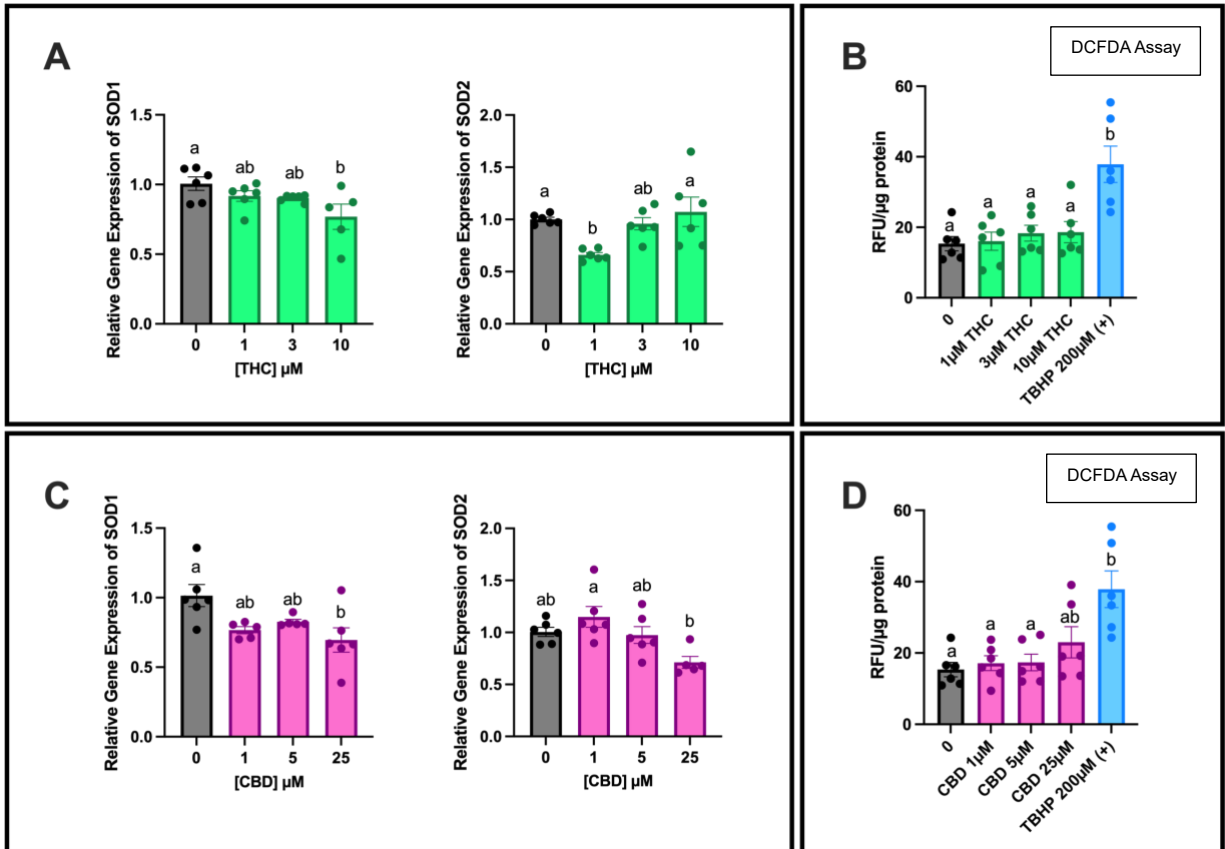 A
Relative Gene Expression of SOD1
1.5
1.0
0.5
0.0
a
ab
ab
b
0 1 3 10
[THC] µM
Relative Gene Expression of SOD2
2.0
1.5
1.0
0.5
0.0
a
b
ab
a
0 1 3 10
[THC] µM
B
DCFDA Assay
RFU/µg protein
60
40
20
0
a
a
a
a
b
0
1µM THC
3µM THC
10µM THC
TBHP 200µM (+)
C
Relative Gene Expression of SOD1
1.5
1.0
0.5
0.0
a
ab
ab
b
0 1 5 25
[CBD] µM
Relative Gene Expression of SOD2
2.0
1.5
1.0
0.5
0.0
ab
a
ab
b
0 1 5 25
[CBD] µM
D
DCFDA Assay
RFU/µg protein
60
40
20
0
a
a
a
ab
b
0
CBD 1µM
CBD 5µM
CBD 25µM
TBHP 200µM (+)